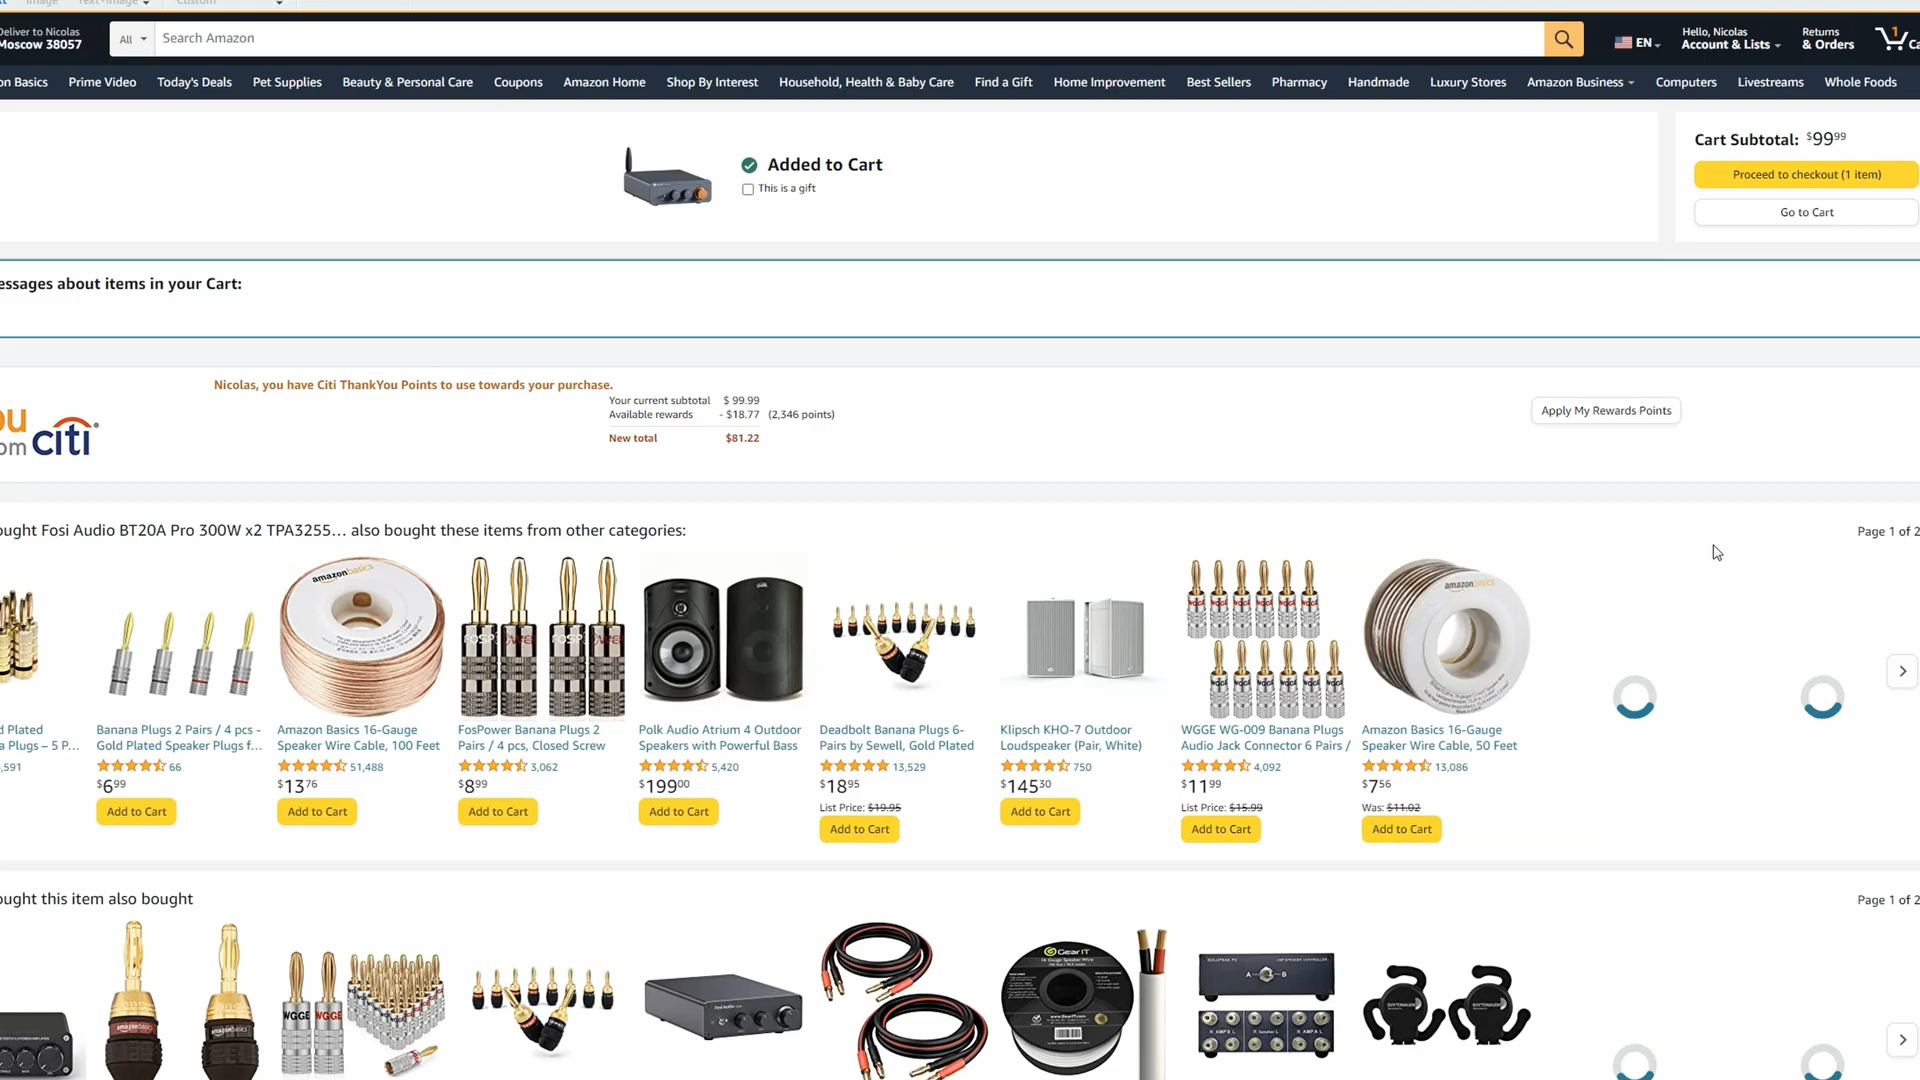 Deliver to Nicolas
Moscow 38057
All
Search Amazon
EN
Hello, Nicolas
Account & Lists
Returns
& Orders
1
Ca
on Basics
Prime Video
Today's Deals
Pet Supplies
Beauty & Personal Care
Coupons
Amazon Home
Shop By Interest
Household, Health & Baby Care
Find a Gift
Home Improvement
Best Sellers
Pharmacy
Handmade
Luxury Stores
Amazon Business
Computers
Livestreams
Whole Foods
Added to Cart
This is a gift
Cart Subtotal: $99 99
Proceed to checkout (1 item)
Go to Cart
essages about items in your Cart:
Nicolas, you have Citi ThankYou Points to use towards your purchase.
Your current subtotal $ 99.99
Available rewards - $18.77 (2,346 points)
New total $81.22
ou
om citi
Apply My Rewards Points
ought Fosi Audio BT20A Pro 300W x2 TPA3255… also bought these items from other categories:
Page 1 of 2
d Plated
a Plugs – 5 P…
,591
Banana Plugs 2 Pairs / 4 pcs -
Gold Plated Speaker Plugs f…
66
$6 99
Add to Cart
amazonbasics
Amazon Basics 16-Gauge
Speaker Wire Cable, 100 Feet
51,488
$13 76
Add to Cart
FosPower Banana Plugs 2
Pairs / 4 pcs, Closed Screw
3,062
$8 99
Add to Cart
Polk Audio Atrium 4 Outdoor
Speakers with Powerful Bass
5,420
$199 00
Add to Cart
Deadbolt Banana Plugs 6-
Pairs by Sewell, Gold Plated
13,529
$18 95
List Price: $19.95
Add to Cart
Klipsch KHO-7 Outdoor
Loudspeaker (Pair, White)
750
$145 30
Add to Cart
WGGE WG-009 Banana Plugs
Audio Jack Connector 6 Pairs /
4,092
$11 99
List Price: $15.99
Add to Cart
amazonbasics
Amazon Basics 16-Gauge
Speaker Wire Cable, 50 Feet
13,086
$7 56
Was: $11.02
Add to Cart
ought this item also bought
Page 1 of 2
amazonbasics
WGGE WGGE
GearIT
A B
R AMP B L R Speaker L R AMP A L